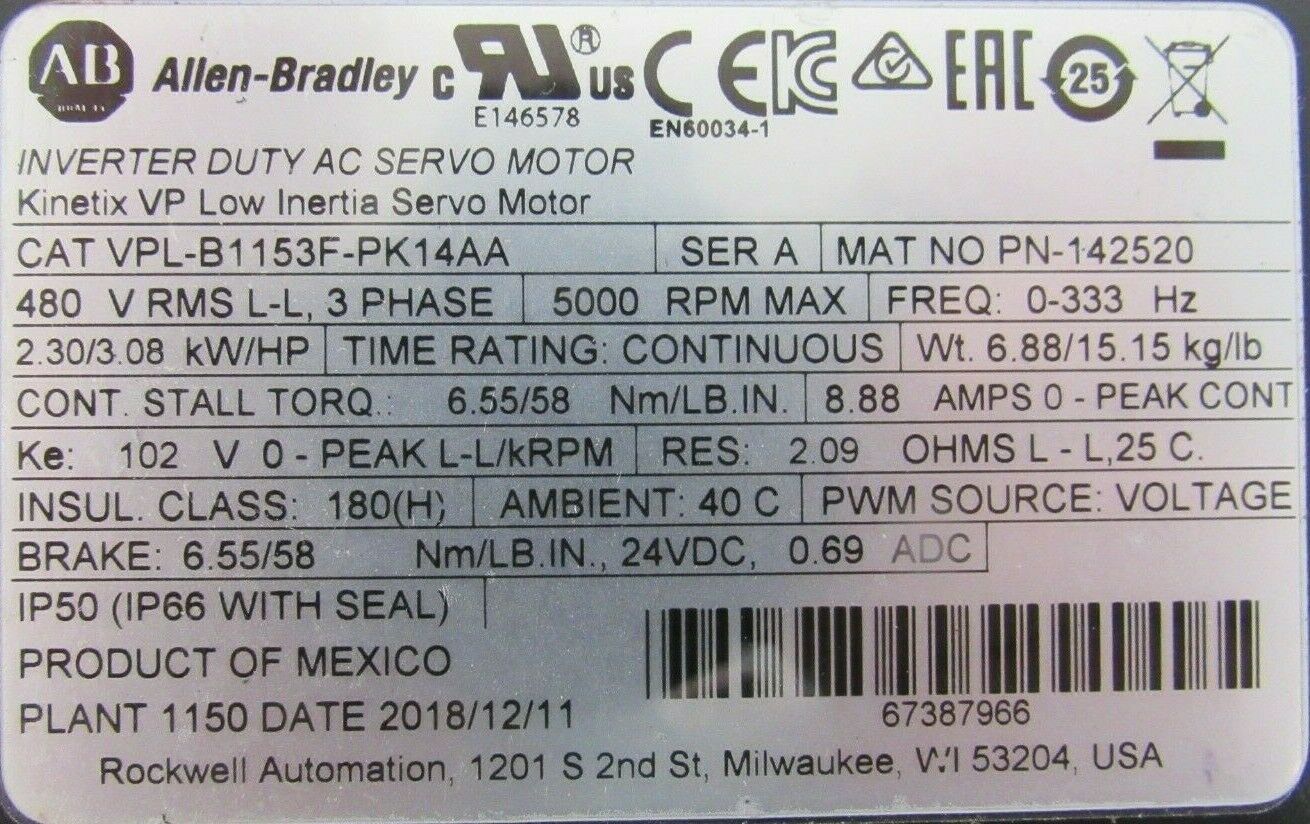 AB Allen-Bradley c RU® US CE EAC 25
E146578 EN60034-1
INVERTER DUTY AC SERVO MOTOR
Kinetix VP Low Inertia Servo Motor
CAT VPL-B1153F-PK14AA SER A MAT NO PN-142520
480 V RMS L-L, 3 PHASE 5000 RPM MAX FREQ: 0-333 Hz
2.30/3.08 kW/HP TIME RATING: CONTINUOUS Wt. 6.88/15.15 kg/lb
CONT. STALL TORQ.: 6.55/58 Nm/LB.IN. 8.88 AMPS 0 - PEAK CONT
Ke: 102 V 0 - PEAK L-L/kRPM RES: 2.09 OHMS L - L,25 C.
INSUL. CLASS: 180(H) AMBIENT: 40 C PWM SOURCE: VOLTAGE
BRAKE: 6.55/58 Nm/LB.IN., 24VDC, 0.69 ADC
IP50 (IP66 WITH SEAL)
PRODUCT OF MEXICO
PLANT 1150 DATE 2018/12/11 67387966
Rockwell Automation, 1201 S 2nd St, Milwaukee, WI 53204, USA